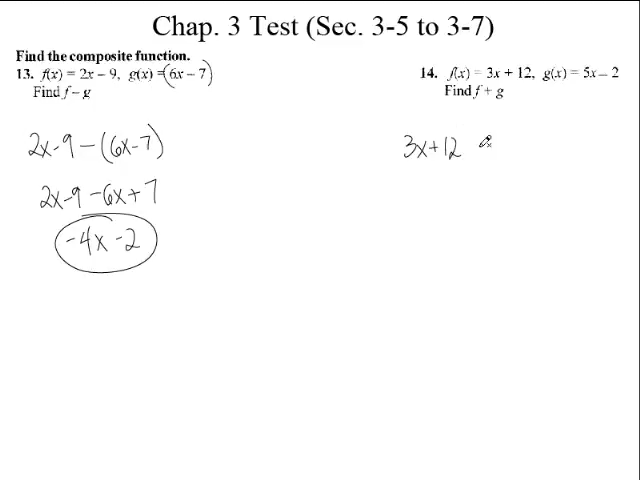 Chap. 3 Test (Sec. 3-5 to 3-7)
Find the composite function.
13. f(x) = 2x – 9, g(x) = (6x – 7)
Find f – g
2x-9 - (6x-7)
2x-9 -6x+7
-4x -2
14. f(x) = 3x + 12, g(x) = 5x – 2
Find f + g
3x+12